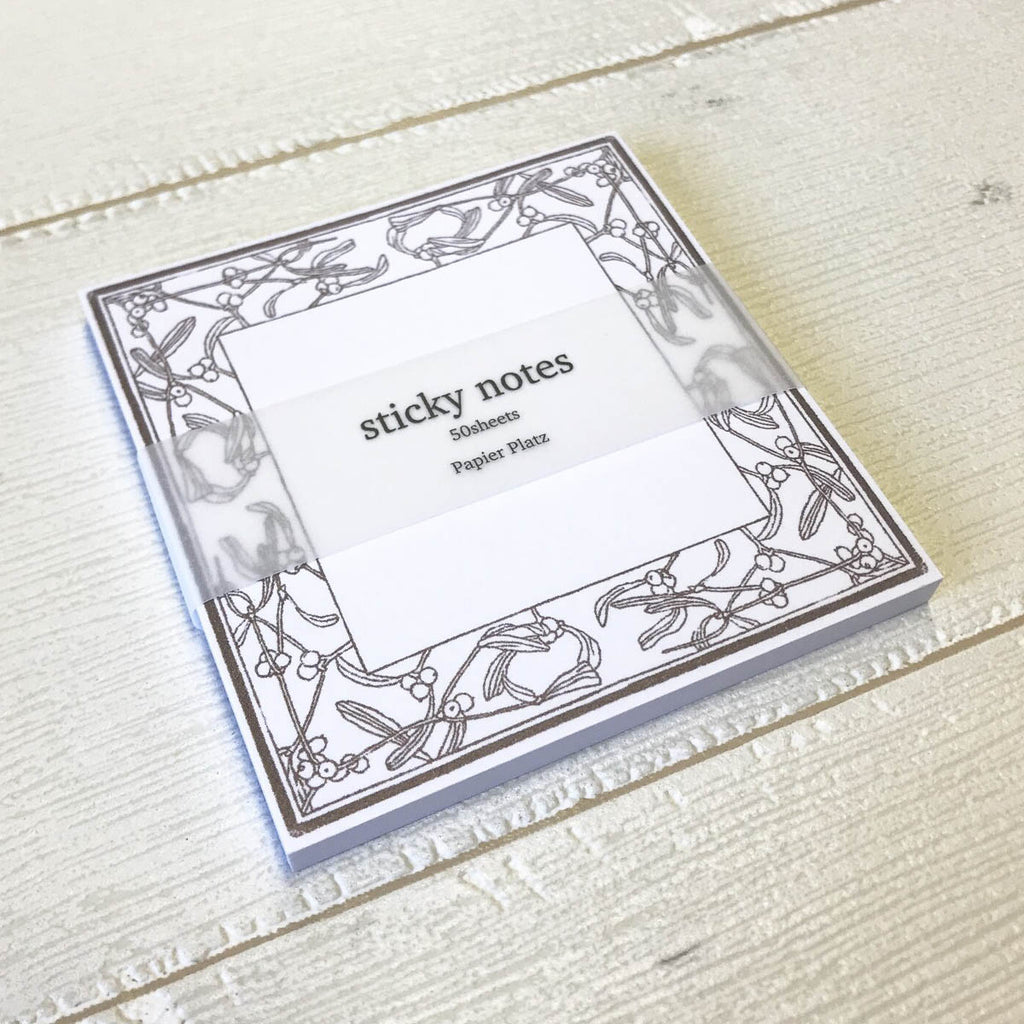 sticky notes
50sheets
Papier Platz